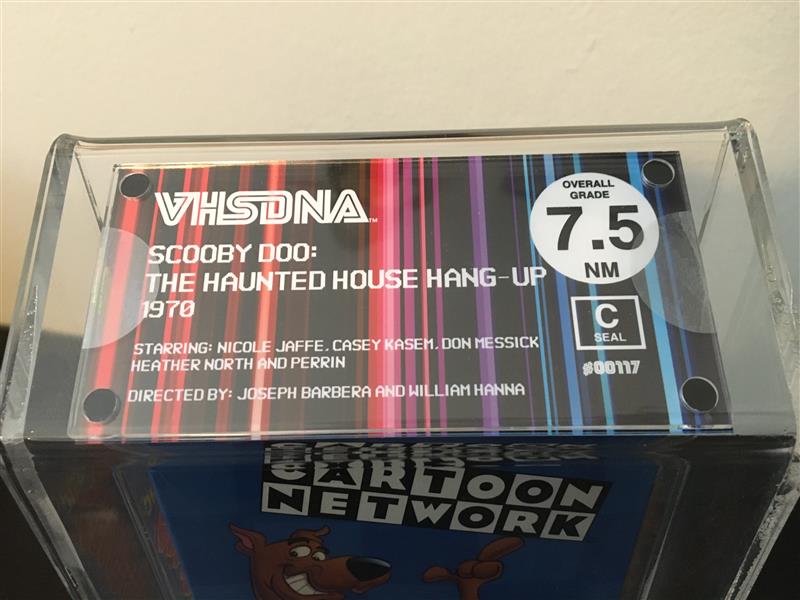 VHSDNA™
SCOOBY DOO:
THE HAUNTED HOUSE HANG-UP
1970
STARRING: NICOLE JAFFE, CASEY KASEM, DON MESSICK
HEATHER NORTH AND PERRIN
DIRECTED BY: JOSEPH BARBERA AND WILLIAM HANNA
OVERALL
GRADE
7.5
NM
C
SEAL
#00117
CARTOON
NETWORK